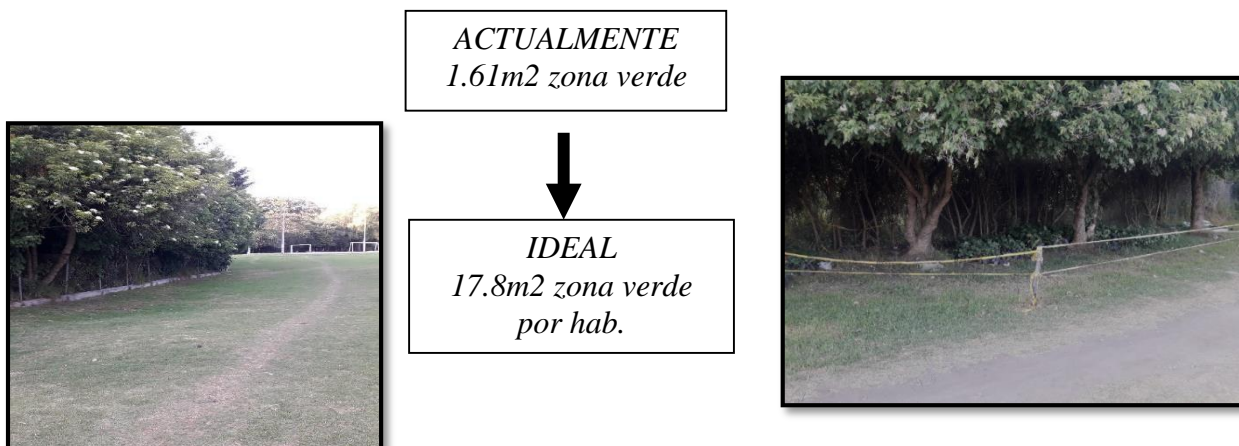 ACTUALMENTE
1.61m2 zona verde
IDEAL
17.8m2 zona verde
por hab.